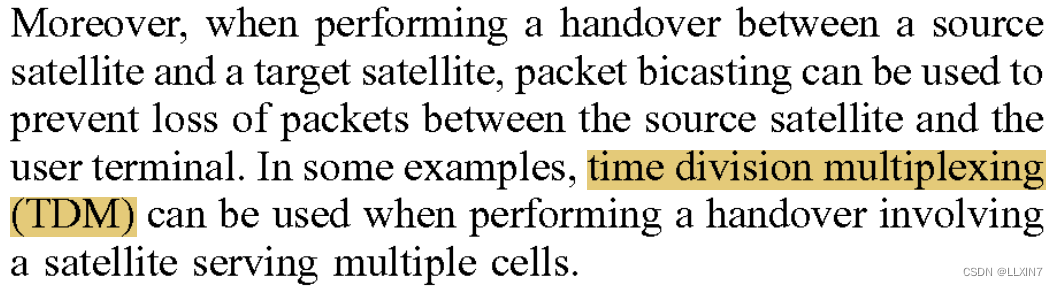 Moreover, when performing a handover between a source
satellite and a target satellite, packet bicasting can be used to
prevent loss of packets between the source satellite and the
user terminal. In some examples, time division multiplexing
(TDM) can be used when performing a handover involving
a satellite serving multiple cells.
CSDN @LLXIN7